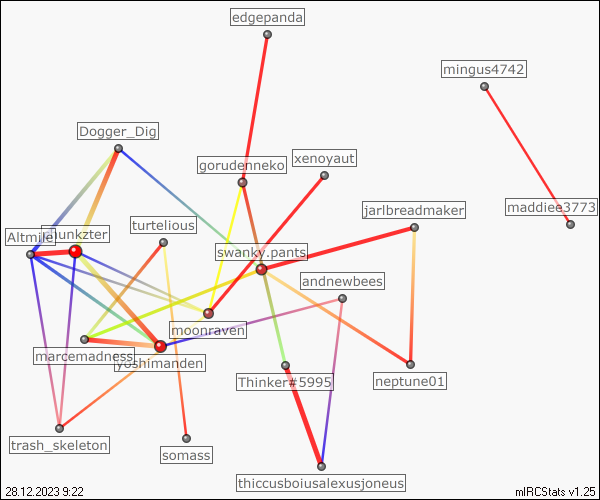 edgepanda
mingus4742
Dogger_Dig
xenoyaut
gorudenneko
maddiee3773
jarlbreadmaker
turtelious
Altmile
chunkzter
swanky.pants
andnewbees
moonraven
marcemadness
yoshimanden
Thinker#5995
neptune01
trash_skeleton
somass
thiccusboiusalexusjoneus
28.12.2023 9:22
mIRCStats v1.25